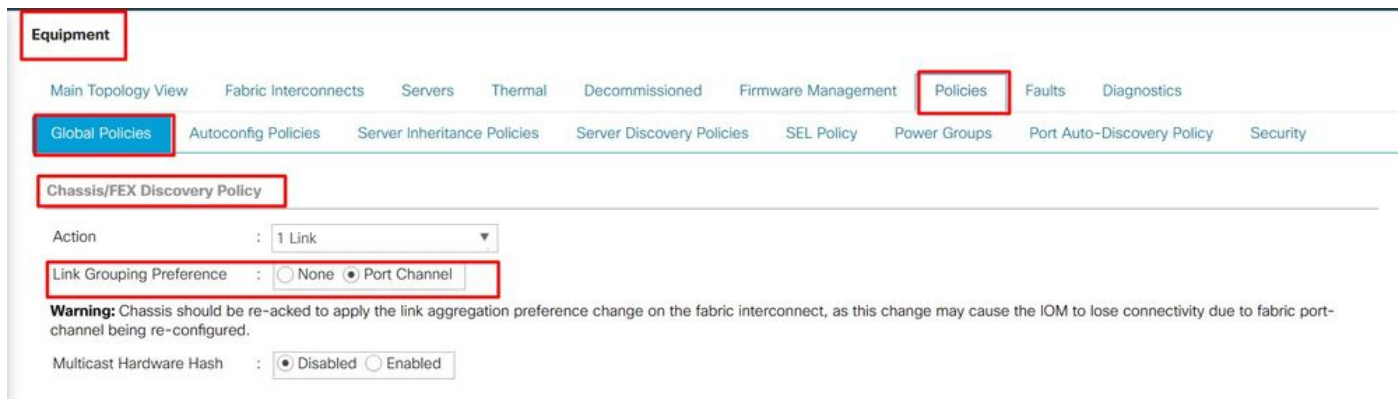 Equipment
Main Topology View Fabric Interconnects Servers Thermal Decommissioned Firmware Management Policies Faults Diagnostics
Global Policies Autoconfig Policies Server Inheritance Policies Server Discovery Policies SEL Policy Power Groups Port Auto-Discovery Policy Security
Chassis/FEX Discovery Policy
Action : 1 Link
Link Grouping Preference : None Port Channel
Warning: Chassis should be re-acked to apply the link aggregation preference change on the fabric interconnect, as this change may cause the IOM to lose connectivity due to fabric port-
channel being re-configured.
Multicast Hardware Hash : Disabled Enabled